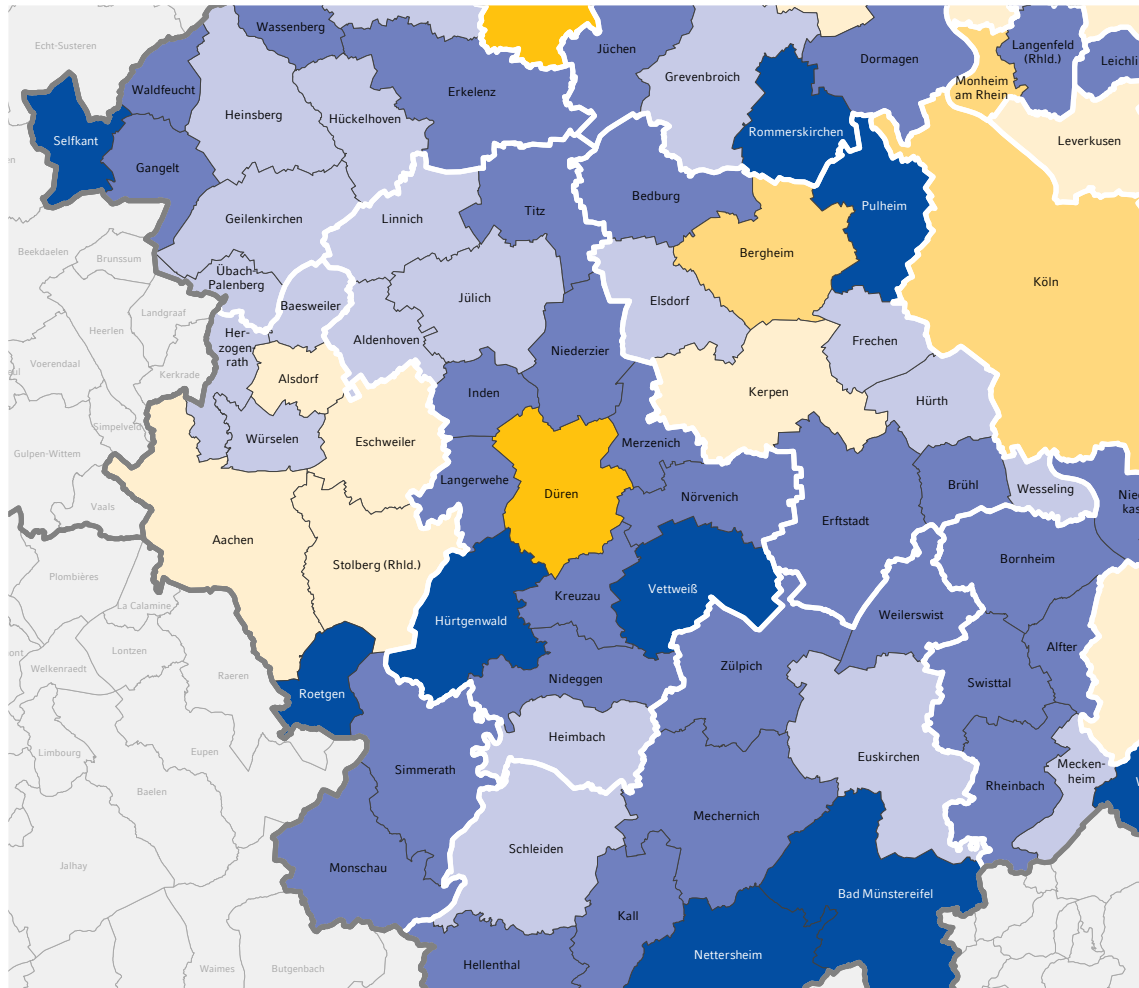 Echt-Susteren
Wassenberg
Jüchen
Dormagen
Langenfeld
(Rhld.)
Leichli
Grevenbroich
Monheim
am Rhein
Waldfeucht
Erkelenz
Heinsberg
Hückelhoven
Rommerskirchen
Leverkusen
Selfkant
Gangelt
Bedburg
Pulheim
Geilenkirchen
Linnich
Titz
Beekdaelen
Brunssum
Bergheim
Köln
Übach-
Palenberg
Baesweiler
Jülich
Elsdorf
Landgraaf
Heerlen
Her-
zogen-
rath
Aldenhoven
Frechen
Niederzier
Voerendaal
Kerkrade
Alsdorf
Inden
Kerpen
Hürth
Simpelveld
Würselen
Eschweiler
Merzenich
Gulpen-Wittem
Langerwehe
Düren
Nörvenich
Brühl
Wesseling
Nied
kas
Vaals
Erftstadt
Aachen
Stolberg (Rhld.)
Bornheim
Plombières
Vettweiß
Kreuzau
La Calamine
Hürtgenwald
Weilerswist
Lontzen
Alfter
Welkenraedt
Zülpich
Raeren
Nideggen
Swisttal
Roetgen
Heimbach
Limbourg
Eupen
Euskirchen
Simmerath
Mecken-
heim
Rheinbach
Baelen
Mechernich
Schleiden
Jalhay
Monschau
Bad Münstereifel
Kall
Nettersheim
Hellenthal
Waimes
Butgenbach